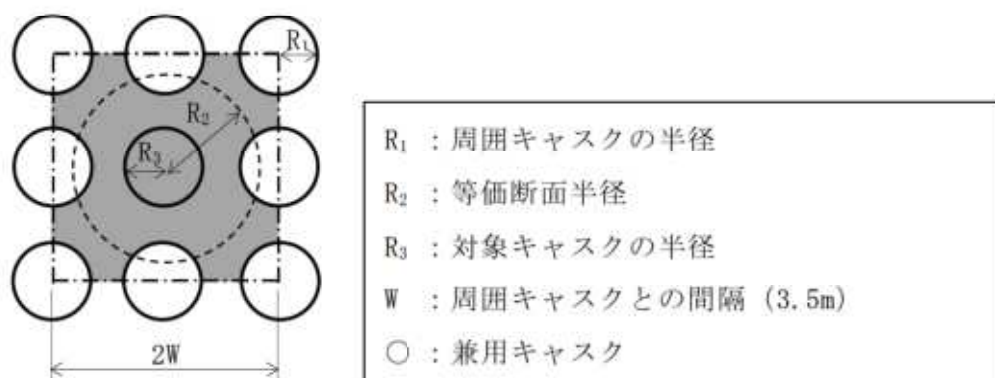 R₁
R₂
R₃
2W
R₁ ：周囲キャスクの半径
R₂ ：等価断面半径
R₃ ：対象キャスクの半径
W ：周囲キャスクとの間隔 (3.5m)
○ ：兼用キャスク